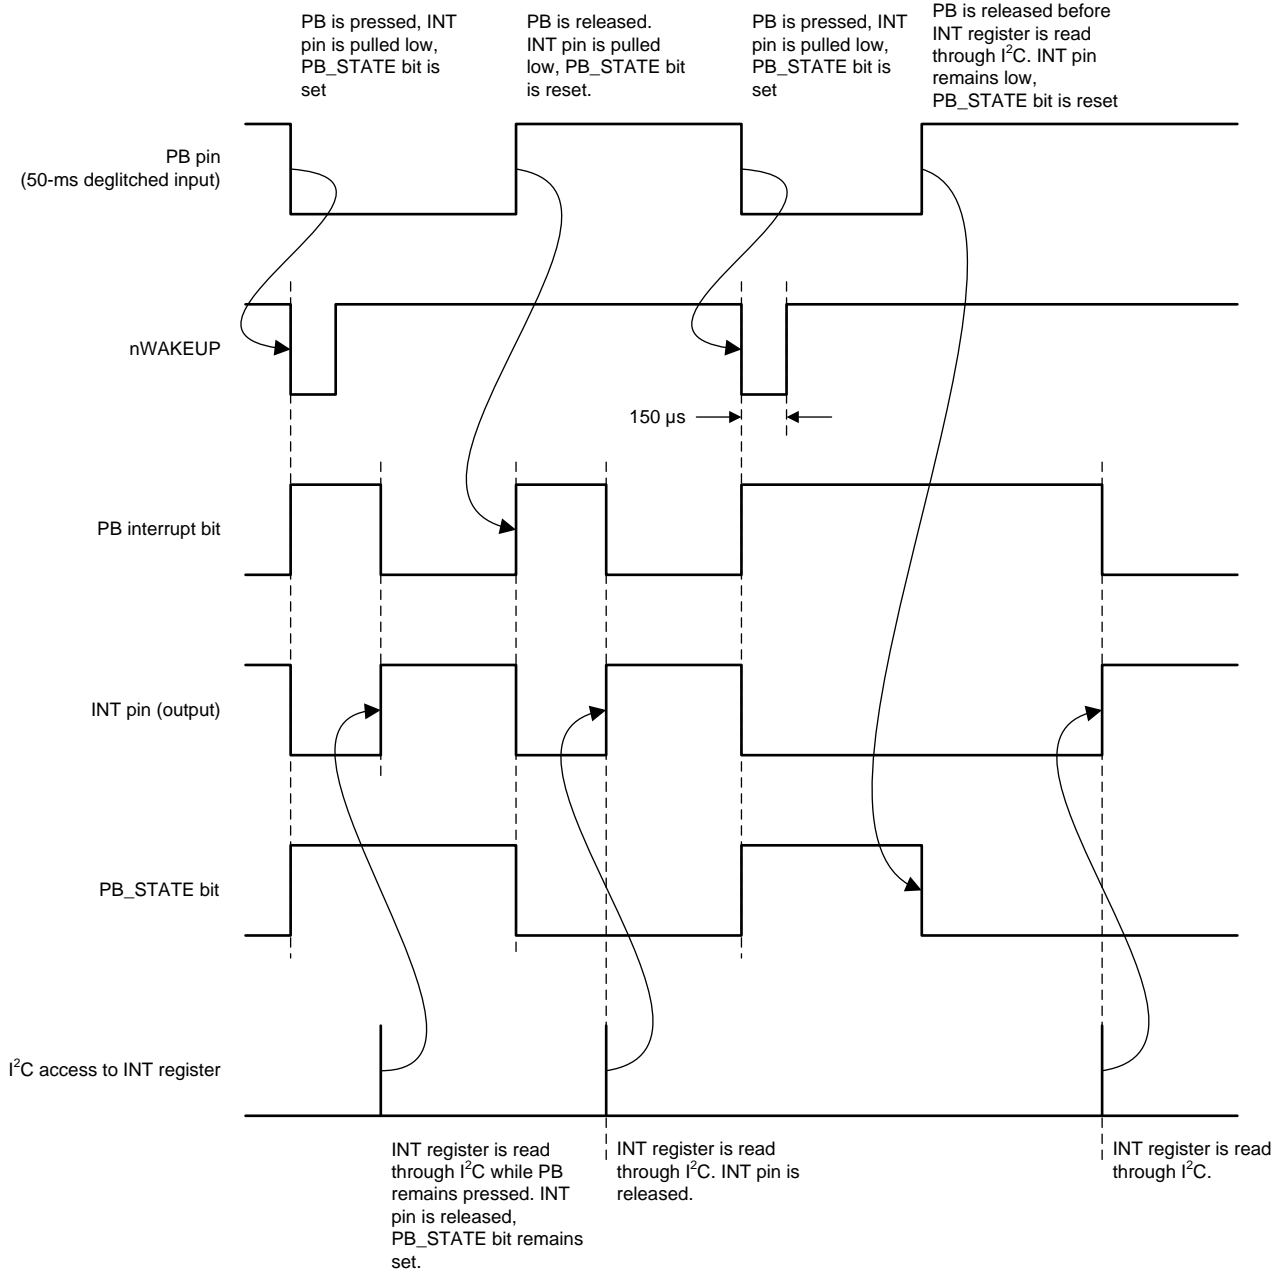 PB is pressed, INT
pin is pulled low,
PB_STATE bit is
set
PB is released.
INT pin is pulled
low, PB_STATE bit
is reset.
PB is pressed, INT
pin is pulled low,
PB_STATE bit is
set
PB is released before
INT register is read
through I²C. INT pin
remains low,
PB_STATE bit is reset
PB pin
(50-ms deglitched input)
nWAKEUP
150 µs
PB interrupt bit
INT pin (output)
PB_STATE bit
I²C access to INT register
INT register is read
through I²C while PB
remains pressed. INT
pin is released,
PB_STATE bit remains
set.
INT register is read
through I²C. INT pin is
released.
INT register is read
through I²C.